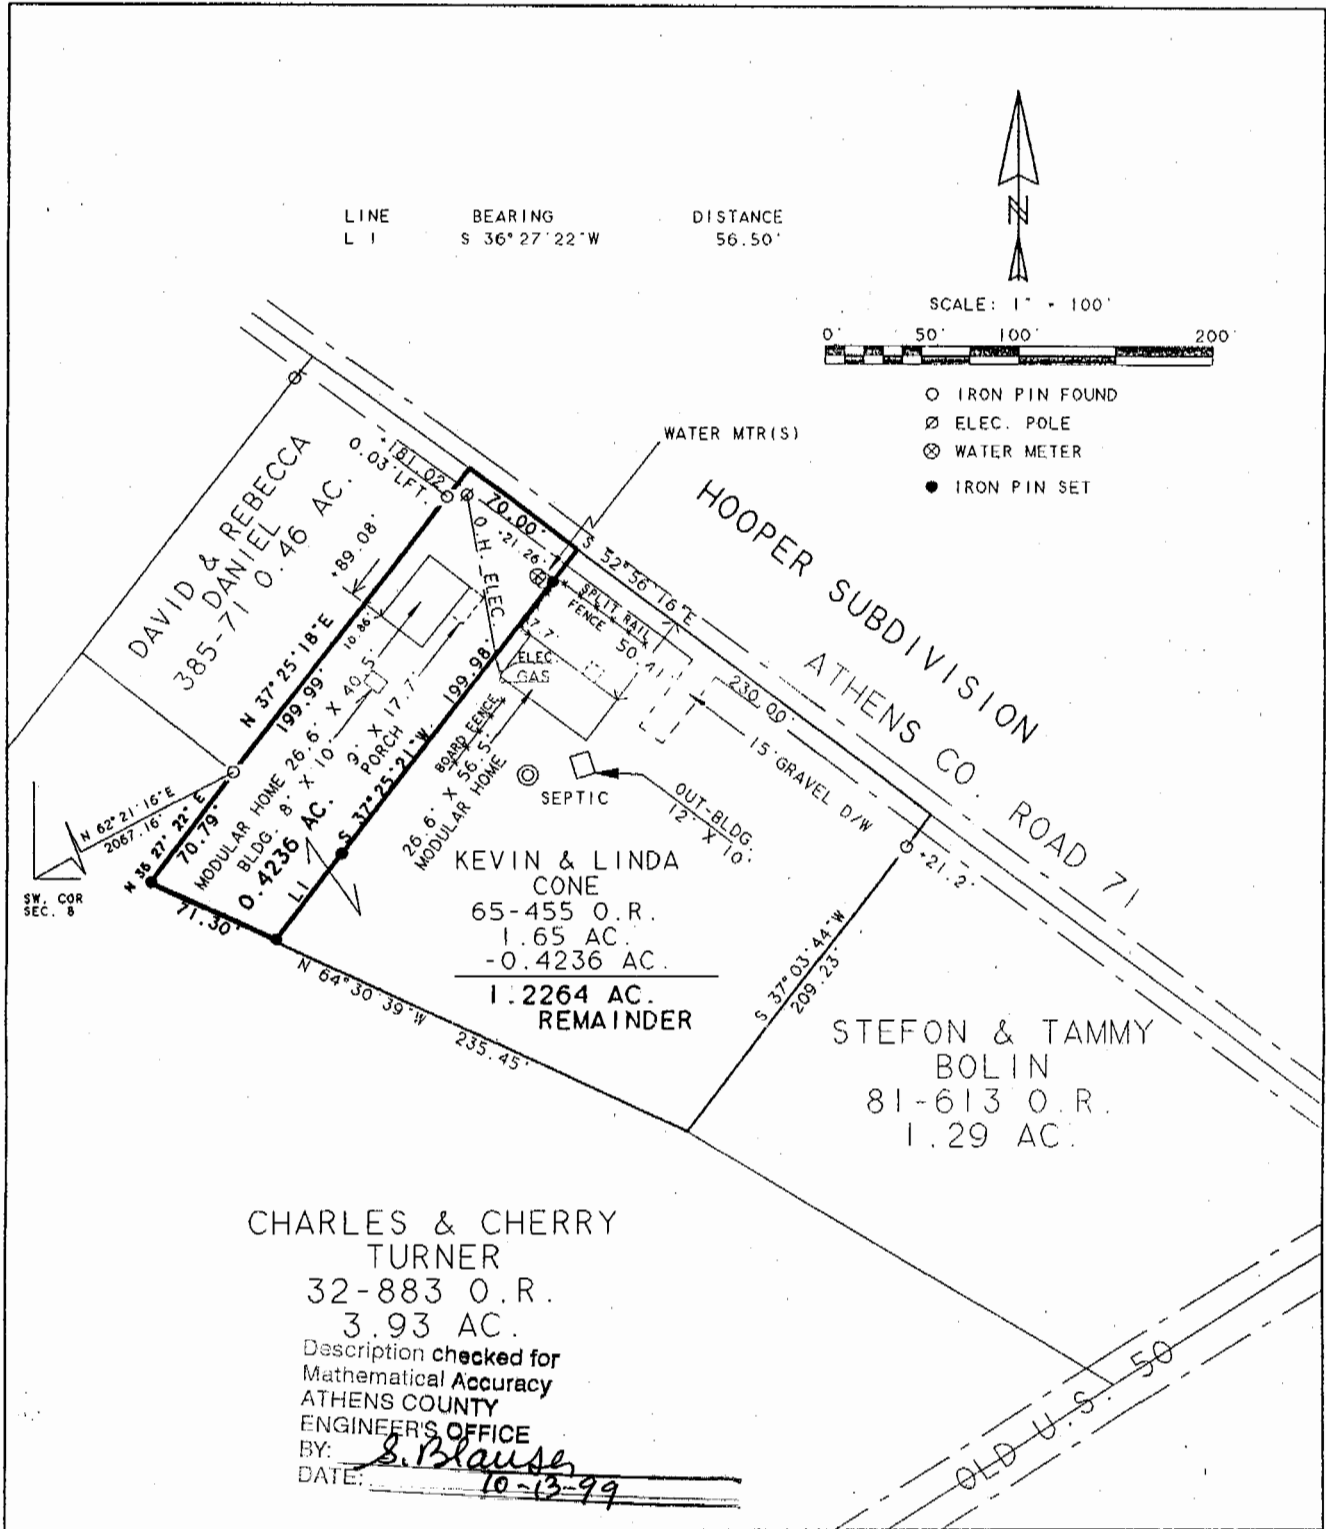 LINE BEARING DISTANCE
L 1 S 36° 27' 22" W 56.50'
N
SCALE: 1" - 100'
0' 50' 100' 200'
IRON PIN FOUND
ELEC. POLE
WATER METER
IRON PIN SET
WATER MTR(S)
HOOPER SUBDIVISION
ATHENS CO. ROAD 71
DAVID & REBECCA
DANIEL
385-71 0.46 AC.
+181.02
0.03' LFT.
+89.08'
10.86'
70.00'
+21.26'
S 52° 56' 16" E
230.00'
O.H. ELEC
SPLIT RAIL
FENCE
50.4
7.7'
ELEC.
GAS
BOARD FENCE
N 37° 25' 18" E
199.99'
S 37° 25' 21" W 199.98'
MODULAR HOME 26.6' X 40.5'
BLDG. 8' X 10'
9' X 17.7'
PORCH
0.4236 AC.
26.6' X 56.5'
MODULAR HOME
SEPTIC
OUT-BLDG.
12' X 10'
15' GRAVEL D/W
+21.2'
N 62° 21' 16" E
2067.16'
SW. COR
SEC. 8
N 36° 27' 22" E
70.79'
71.30'
L1
N 64° 30' 39" W
235.45'
S 37° 03' 44" W
209.23'
KEVIN & LINDA
CONE
65-455 O.R.
1.65 AC.
-0.4236 AC.
1.2264 AC.
REMAINDER
STEFON & TAMMY
BOLIN
81-613 O.R.
1.29 AC.
CHARLES & CHERRY
TURNER
32-883 O.R.
3.93 AC.
Description checked for
Mathematical Accuracy
ATHENS COUNTY
ENGINEER'S OFFICE
BY: S. Blauser
DATE: 10-13-99
OLD U.S. 50